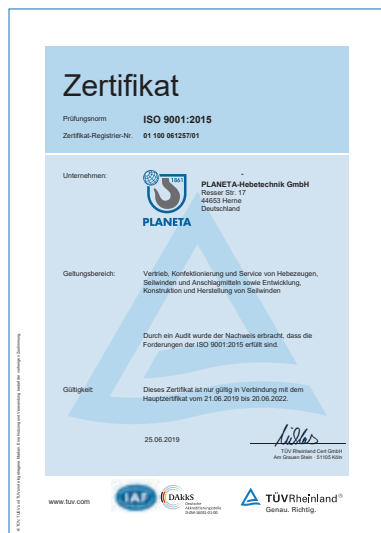 Zertifikat
Prüfungsnorm ISO 9001:2015
Zertifikat-Registrier-Nr. 01 100 061257/01
Unternehmen:
1861
PLANETA
-
PLANETA-Hebetechnik GmbH
Resser Str. 17
44653 Herne
Deutschland
Geltungsbereich: Vertrieb, Konfektionierung und Service von Hebezeugen,
Seilwinden und Anschlagmitteln sowie Entwicklung,
Konstruktion und Herstellung von Seilwinden
Durch ein Audit wurde der Nachweis erbracht, dass die
Forderungen der ISO 9001:2015 erfüllt sind.
Gültigkeit: Dieses Zertifikat ist nur gültig in Verbindung mit dem
Hauptzertifikat vom 21.06.2019 bis 20.06.2022.
25.06.2019
TÜV Rheinland Cert GmbH
Am Grauen Stein · 51105 Köln
www.tuv.com
IAF
DAkkS
Deutsche
Akkreditierungsstelle
TÜVRheinland®
Genau. Richtig.